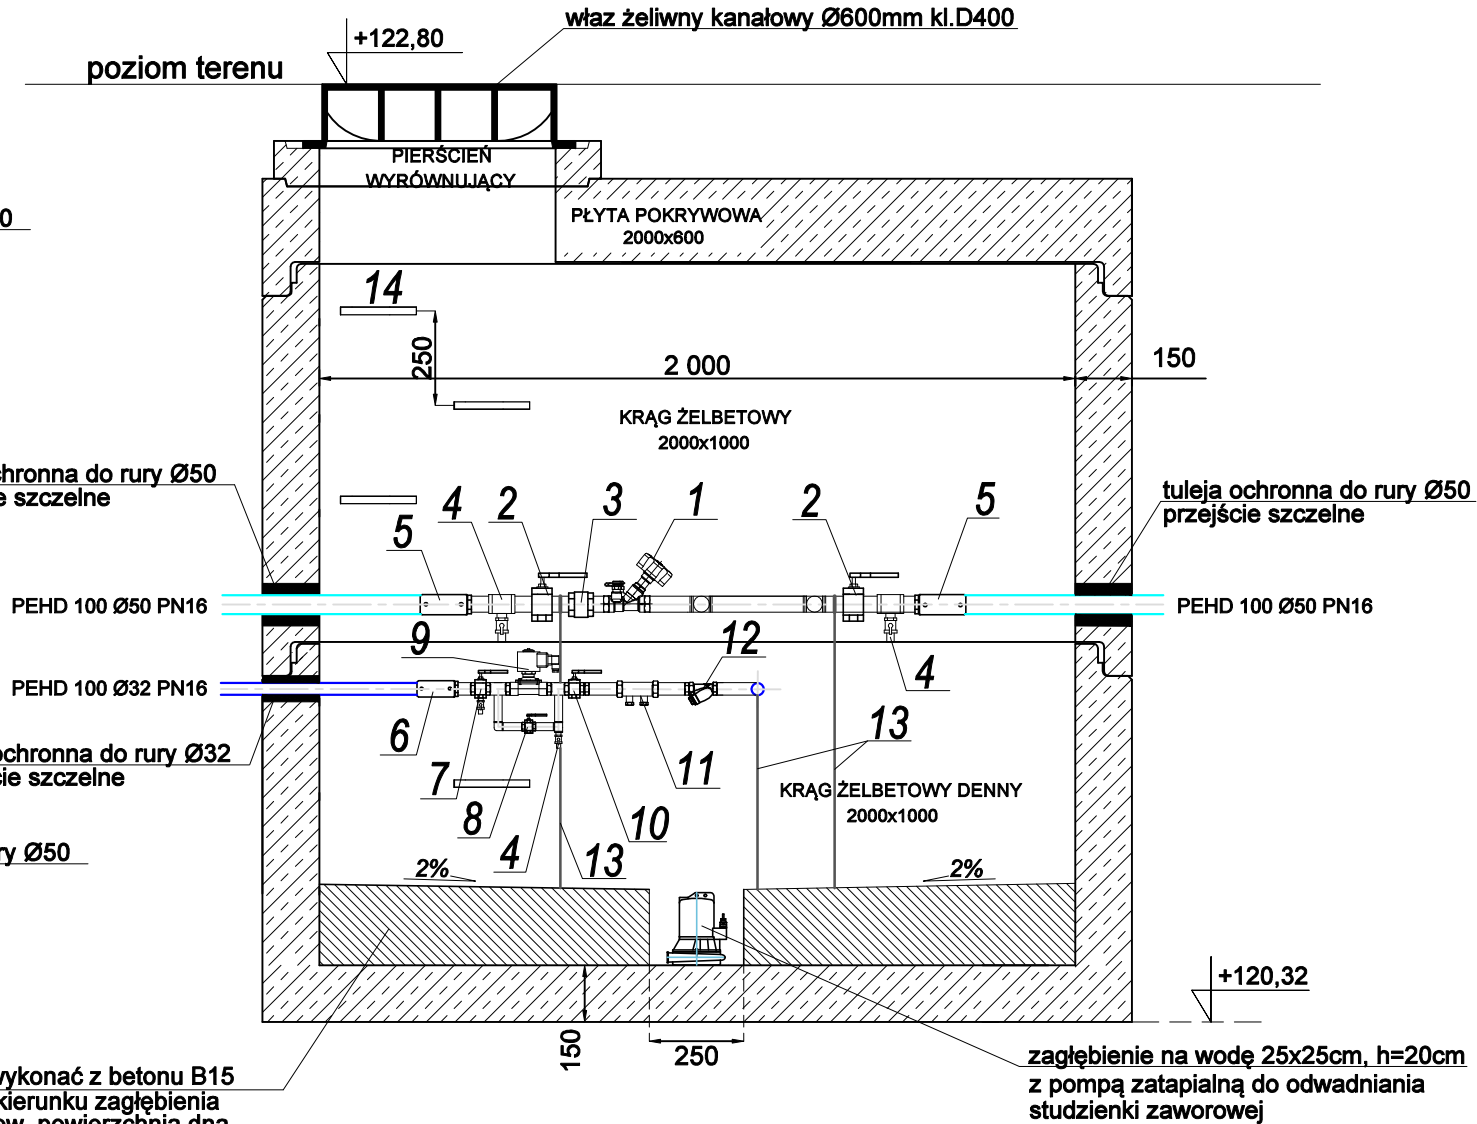 właz żeliwny kanałowy Ø600mm kl.D400
+122,80
poziom terenu
PIERŚCIEŃ
WYRÓWNUJĄCY
PŁYTA POKRYWOWA
2000x600
0
14
250
2 000
150
KRĄG ŻELBETOWY
2000x1000
chronna do rury Ø50
e szczelne
tuleja ochronna do rury Ø50
przejście szczelne
5
4
2
3
1
2
5
PEHD 100 Ø50 PN16
PEHD 100 Ø50 PN16
9
12
4
PEHD 100 Ø32 PN16
6
7
8
4
13
10
11
13
ochronna do rury Ø32
cie szczelne
KRĄG ŻELBETOWY DENNY
2000x1000
ry Ø50
2%
2%
+120,32
150
250
wykonać z betonu B15
kierunku zagłębienia
ow. powierzchnia dna
zagłębienie na wodę 25x25cm, h=20cm
z pompą zatapialną do odwadniania
studzienki zaworowej